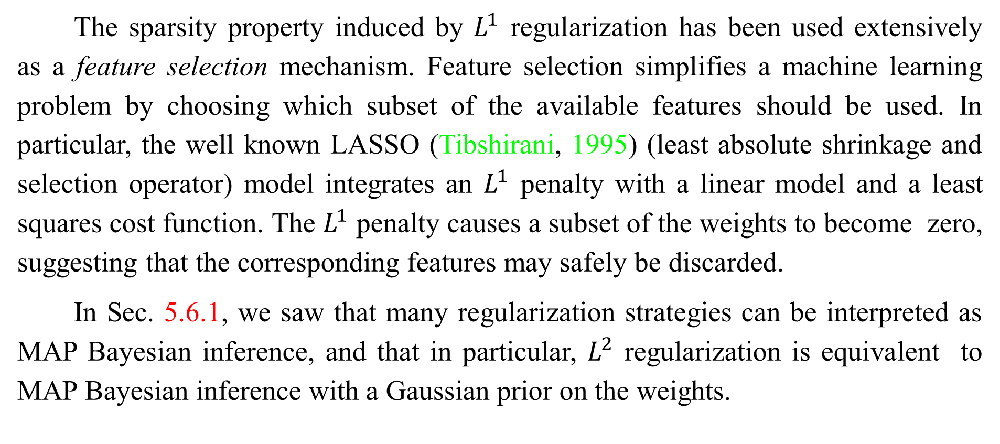 The sparsity property induced by L¹ regularization has been used extensively
as a feature selection mechanism. Feature selection simplifies a machine learning
problem by choosing which subset of the available features should be used. In
particular, the well known LASSO (Tibshirani, 1995) (least absolute shrinkage and
selection operator) model integrates an L¹ penalty with a linear model and a least
squares cost function. The L¹ penalty causes a subset of the weights to become zero,
suggesting that the corresponding features may safely be discarded.
In Sec. 5.6.1, we saw that many regularization strategies can be interpreted as
MAP Bayesian inference, and that in particular, L² regularization is equivalent to
MAP Bayesian inference with a Gaussian prior on the weights.